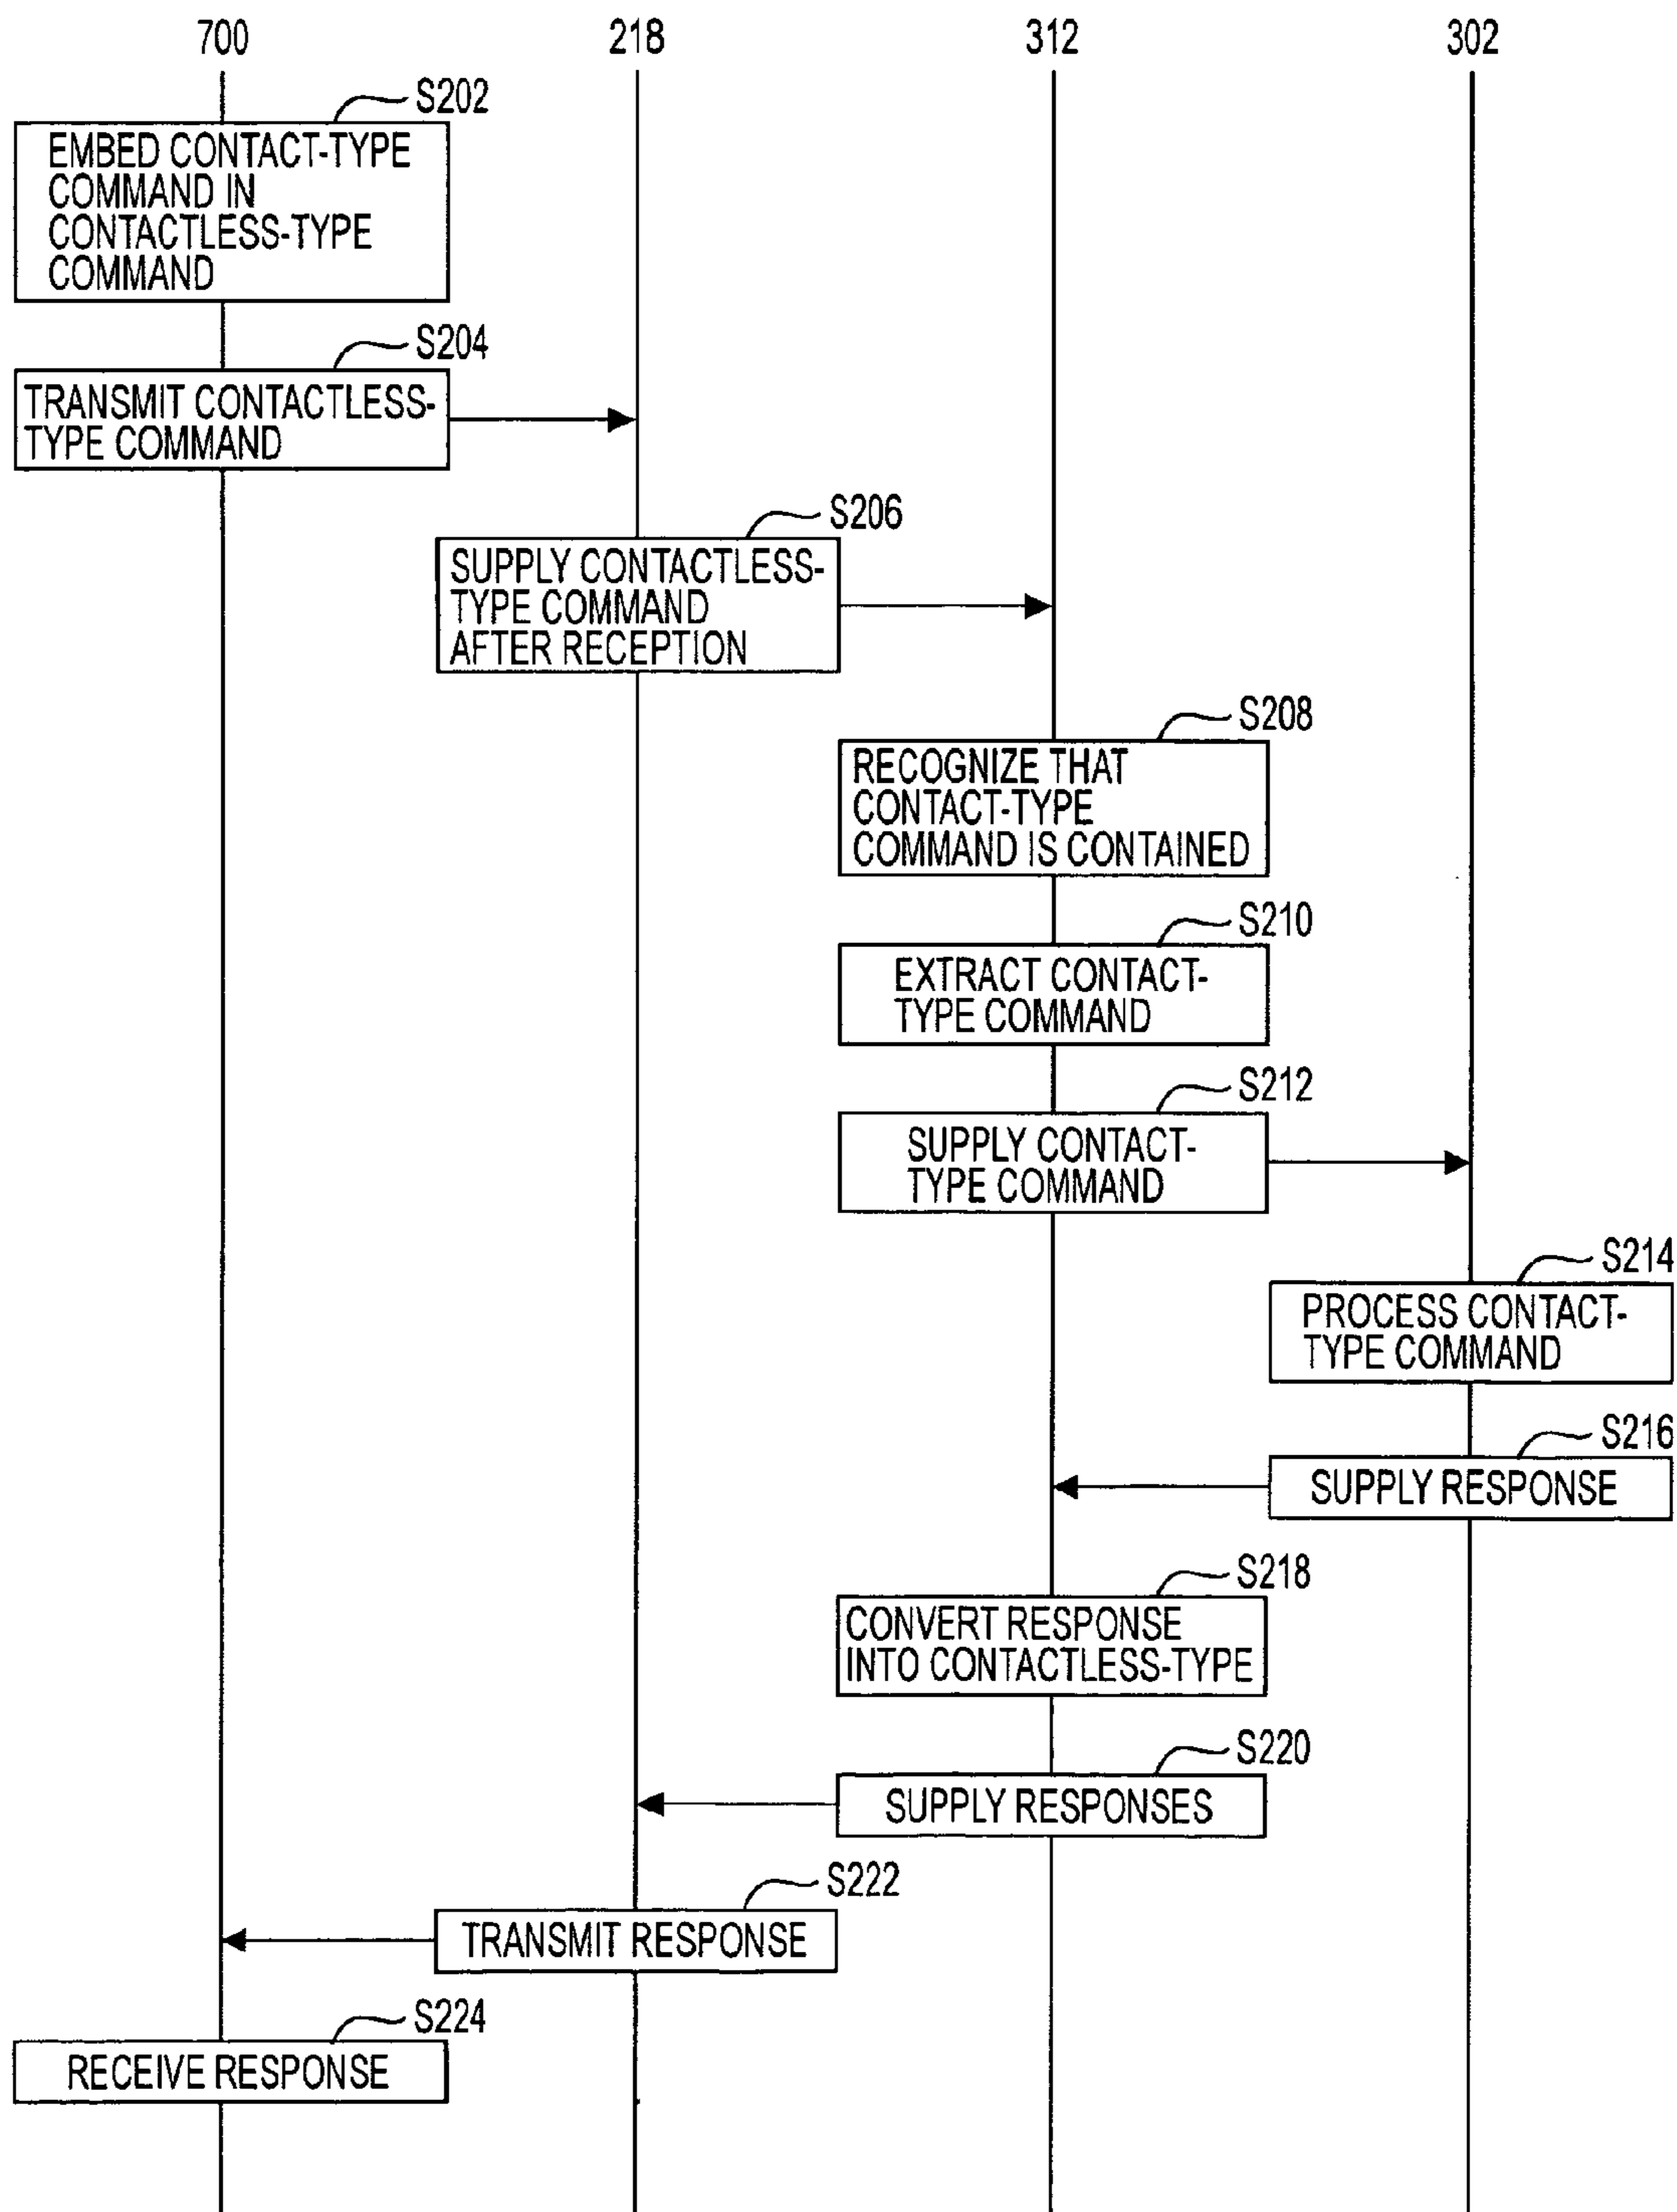 700
218
312
302
S202
EMBED CONTACT-TYPE
COMMAND IN
CONTACTLESS-TYPE
COMMAND
S204
TRANSMIT CONTACTLESS-
TYPE COMMAND
S206
SUPPLY CONTACTLESS-
TYPE COMMAND
AFTER RECEPTION
S208
RECOGNIZE THAT
CONTACT-TYPE
COMMAND IS CONTAINED
S210
EXTRACT CONTACT-
TYPE COMMAND
S212
SUPPLY CONTACT-
TYPE COMMAND
S214
PROCESS CONTACT-
TYPE COMMAND
S216
SUPPLY RESPONSE
S218
CONVERT RESPONSE
INTO CONTACTLESS-TYPE
S220
SUPPLY RESPONSES
S222
TRANSMIT RESPONSE
S224
RECEIVE RESPONSE